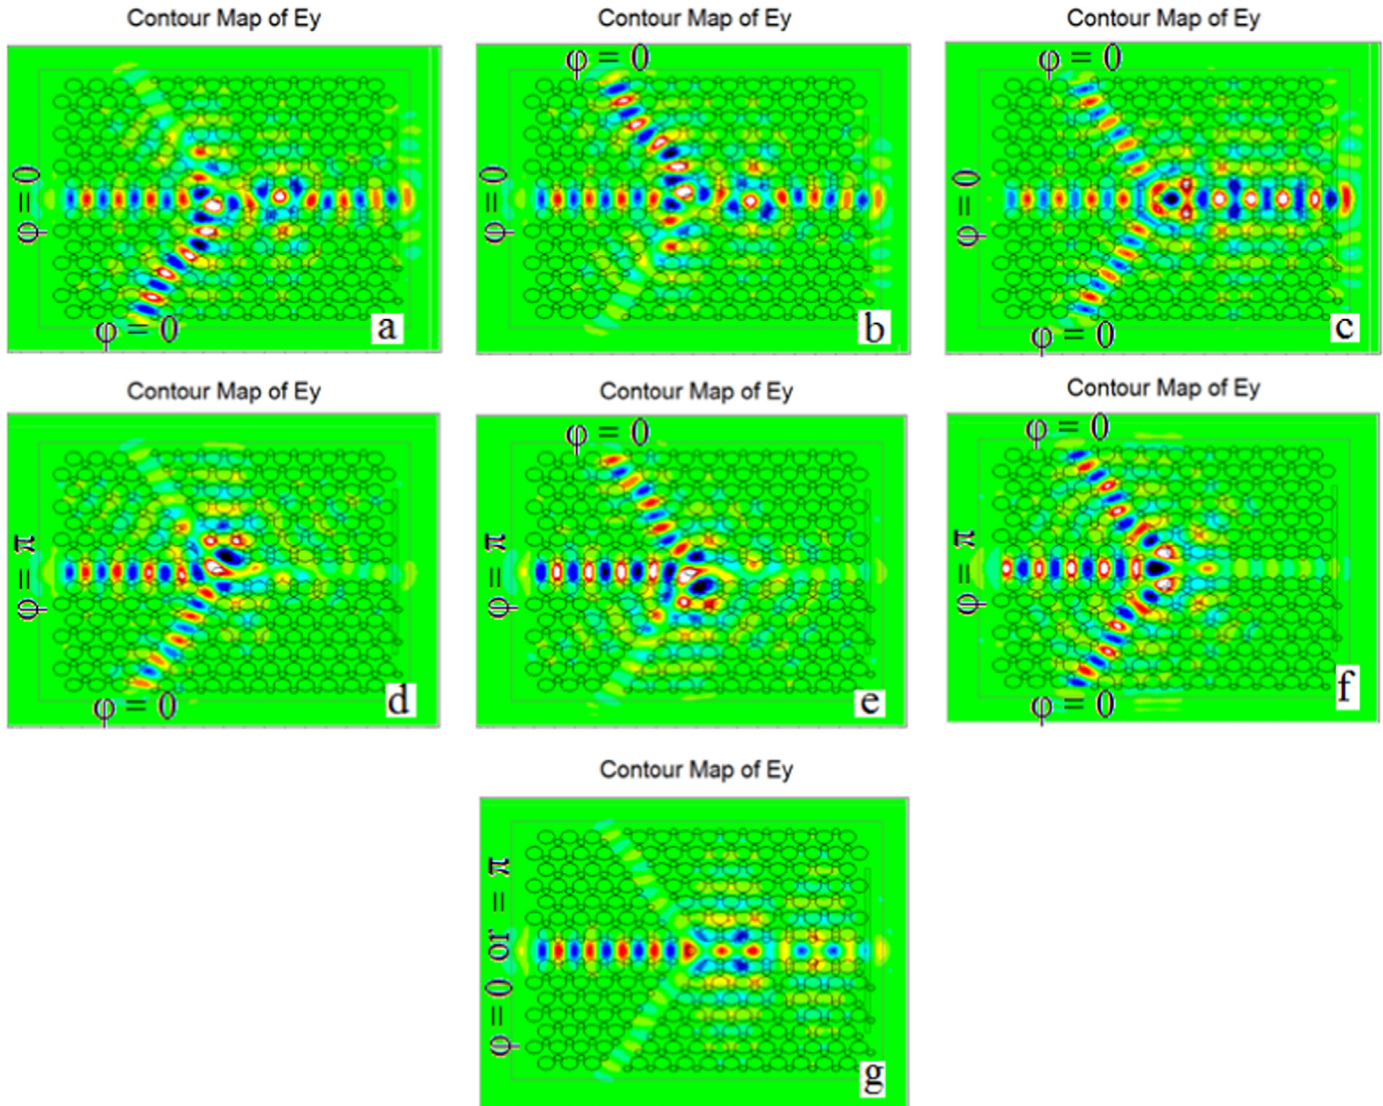 Contour Map of Ey
Contour Map of Ey
Contour Map of Ey
φ = 0
φ = 0
a
φ = 0
φ = 0
b
φ = 0
φ = 0
φ = 0
c
Contour Map of Ey
Contour Map of Ey
Contour Map of Ey
φ = π
φ = 0
d
φ = 0
φ = π
e
φ = 0
φ = π
φ = 0
f
Contour Map of Ey
φ = 0 or = π
g